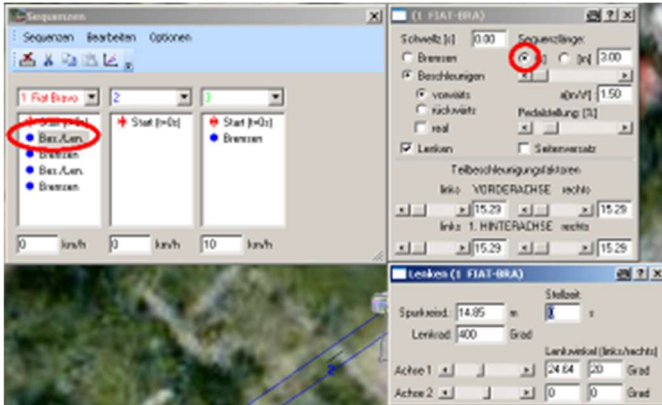 Sequenzen
Sequenzen Bearbeiten Optionen
1 Fiat Bravo 2 3
Start (t=0s) Start (t=0s) Start (t=0s)
Bes./Len. Bremsen
Bremsen
Bes./Len.
Bremsen
0 km/h 0 km/h 10 km/h
(1 FIAT-BRA)
Schwellz.[s] 0.00 Sequenzlänge:
Bremsen [m] 3.00
Beschleunigen
vorwärts a[m/s²] 1.50
rückwärts Pedalstellung: [%]
real
Lenken Seitenversatz
Teilbeschleunigungsfaktoren
links VORDERACHSE rechts
15.29 15.29
links 1. HINTERACHSE rechts
15.29 15.29
Lenken (1 FIAT-BRA)
Stellzeit:
Spurkreisd.: 14.85 m s
Lenkrad: 400 Grad
Lenkwinkel (links/rechts)
Achse 1 24.64 20 Grad
Achse 2 0 0 Grad
2